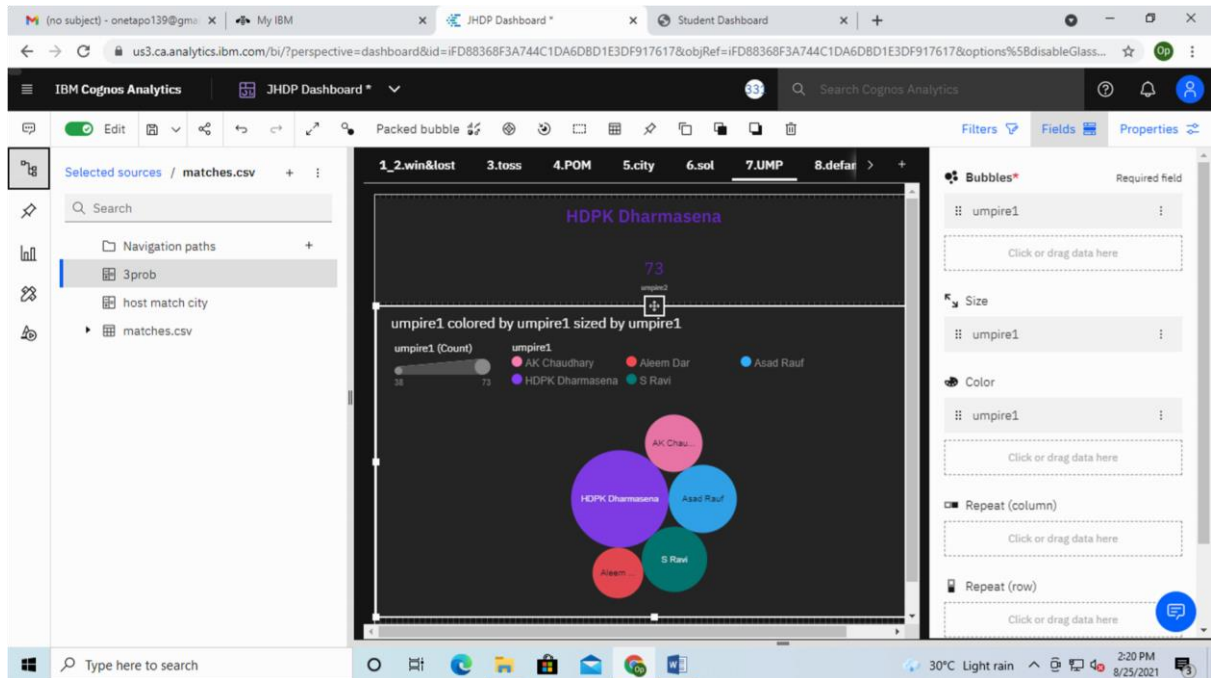 (no subject) - onetapo139@gma
My IBM
JHDP Dashboard *
Student Dashboard
us3.ca.analytics.ibm.com/bi/?perspective=dashboard&id=iFD88368F3A744C1DA6DBD1E3DF917617&objRef=iFD88368F3A744C1DA6DBD1E3DF917617&options%5BdisableGlass...
Op
IBM Cognos Analytics
JHDP Dashboard *
Search Cognos Analytics
Edit
Packed bubble
Filters
Fields
Properties
Selected sources / matches.csv
Search
Navigation paths
3prob
host match city
matches.csv
1_2.win&lost
3.toss
4.POM
5.city
6.sol
7.UMP
8.defar
HDPK Dharmasena
73
umpire2
umpire1 colored by umpire1 sized by umpire1
umpire1 (Count)
38
73
umpire1
AK Chaudhary
Aleem Dar
Asad Rauf
HDPK Dharmasena
S Ravi
AK Chau...
HDPK Dharmasena
Asad Rauf
S Ravi
Aleem ...
Bubbles*
Required field
umpire1
Click or drag data here
Size
umpire1
Color
umpire1
Click or drag data here
Repeat (column)
Click or drag data here
Repeat (row)
Click or drag data here
Type here to search
30°C Light rain
2:20 PM
8/25/2021